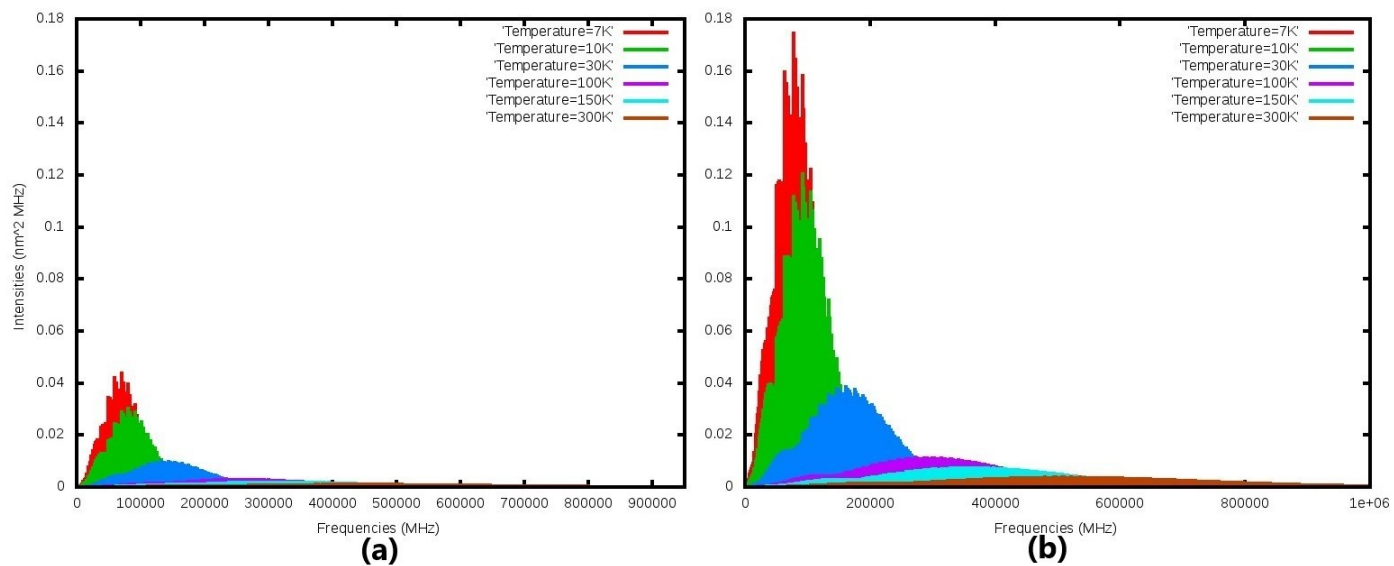 0.18
0.16
0.14
0.12
0.1
0.08
0.06
0.04
0.02
0
Intensities (nm^2 MHz)
'Temperature=7K'
'Temperature=10K'
'Temperature=30K'
'Temperature=100K'
'Temperature=150K'
'Temperature=300K'
0 100000 200000 300000 400000 500000 600000 700000 800000 900000
Frequencies (MHz)
(a)
0.18
0.16
0.14
0.12
0.1
0.08
0.06
0.04
0.02
0
'Temperature=7K'
'Temperature=10K'
'Temperature=30K'
'Temperature=100K'
'Temperature=150K'
'Temperature=300K'
0 200000 400000 600000 800000 1e+06
Frequencies (MHz)
(b)